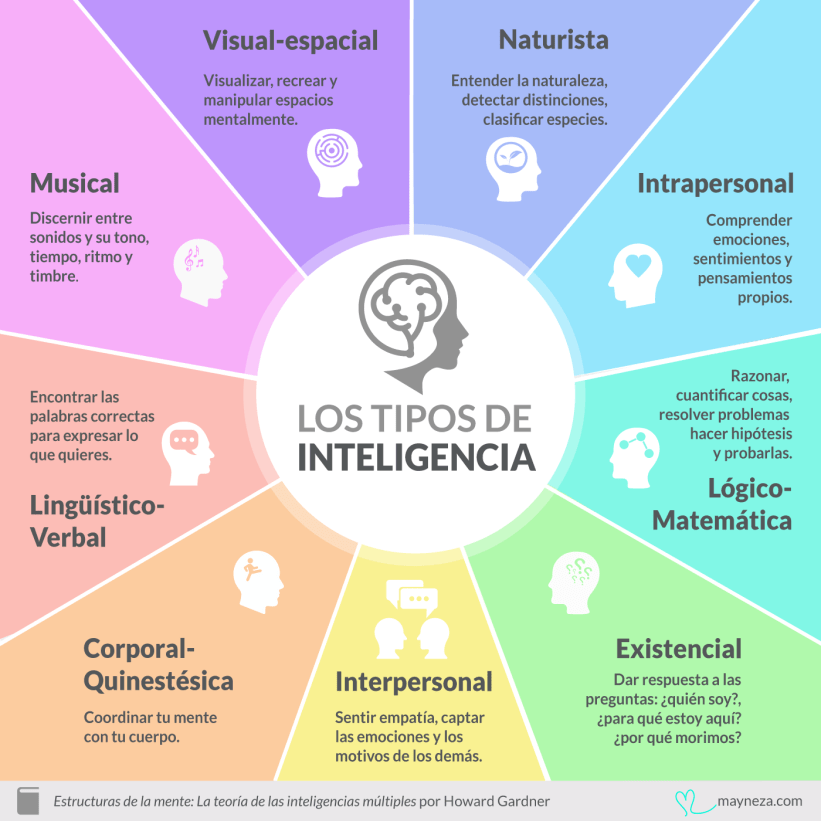 Visual-espacial
Visualizar, recrear y
manipular espacios
mentalmente.
Naturista
Entender la naturaleza,
detectar distinciones,
clasificar especies.
Musical
Discernir entre
sonidos y su tono,
tiempo, ritmo y
timbre.
Intrapersonal
Comprender
emociones,
sentimientos y
pensamientos
propios.
LOS TIPOS DE
INTELIGENCIA
Encontrar las
palabras correctas
para expresar lo
que quieres.
Lingüístico-
Verbal
Razonar,
cuantificar cosas,
resolver problemas
hacer hipótesis
y probarlas.
Lógico-
Matemática
Corporal-
Quinestésica
Coordinar tu mente
con tu cuerpo.
Interpersonal
Sentir empatía, captar
las emociones y los
motivos de los demás.
Existencial
Dar respuesta a las
preguntas: ¿quién soy?,
¿para qué estoy aquí?
¿por qué morimos?
Estructuras de la mente: La teoría de las inteligencias múltiples por Howard Gardner
mayneza.com